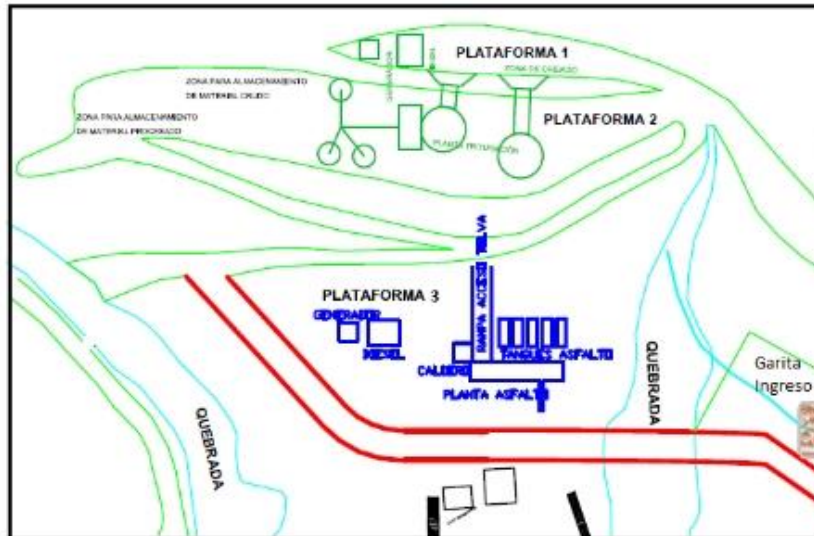 PLATAFORMA 1
ZONA DE CARGADO
GENERADOR
ZONA PARA ALMACENAMIENTO
DE MATERIAL CRUDO
ZONA PARA ALMACENAMIENTO
DE MATERIAL PROCESADO
PLATAFORMA 2
PLANTA TRITURACIÓN
RAMPA ACCESO TOLVA
PLATAFORMA 3
GENERADOR
DIESEL
CALDERO
TANQUES ASFALTO
PLANTA ASFALTO
QUEBRADA
QUEBRADA
Garita
Ingreso